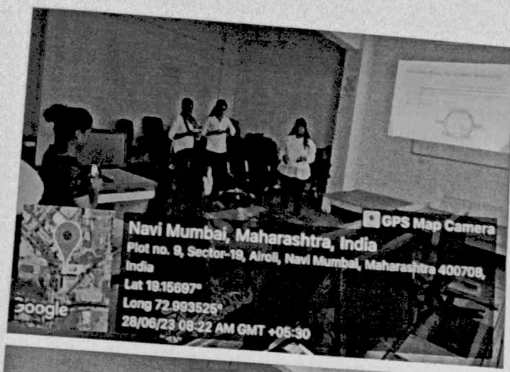 GPS Map Camera
Navi Mumbai, Maharashtra, India
Plot no. 9, Sector-19, Airoli, Navi Mumbai, Maharashtra 400708,
India
Lat 19.15697°
Long 72.993525°
28/06/23 08:22 AM GMT +05:30
Google